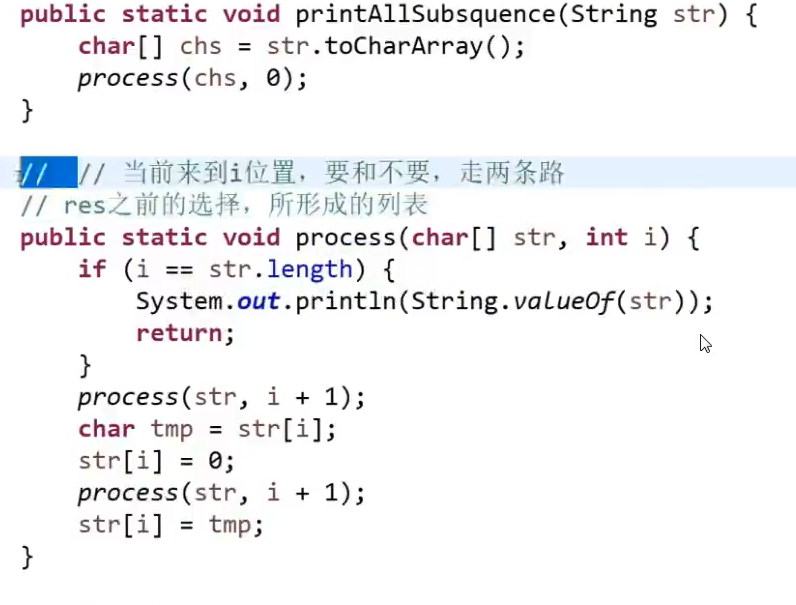 public static void printAllSubsquence(String str) {
char[] chs = str.toCharArray();
process(chs, 0);
}
// // 当前来到i位置，要和不要，走两条路
// res之前的选择，所形成的列表
public static void process(char[] str, int i) {
if (i == str.length) {
System.out.println(String.valueOf(str));
return;
}
process(str, i + 1);
char tmp = str[i];
str[i] = 0;
process(str, i + 1);
str[i] = tmp;
}